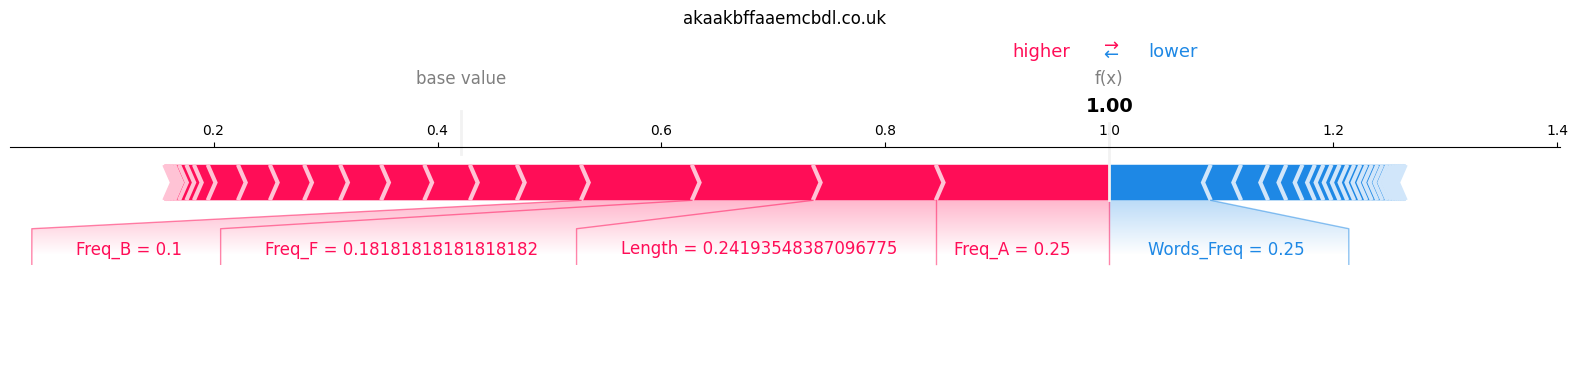 akaakbffaaemcbdl.co.uk
higher ⇄ lower
base value f(x)
1.00
0.2 0.4 0.6 0.8 1.0 1.2 1.4
Freq_B = 0.1 Freq_F = 0.18181818181818182 Length = 0.24193548387096775 Freq_A = 0.25 Words_Freq = 0.25